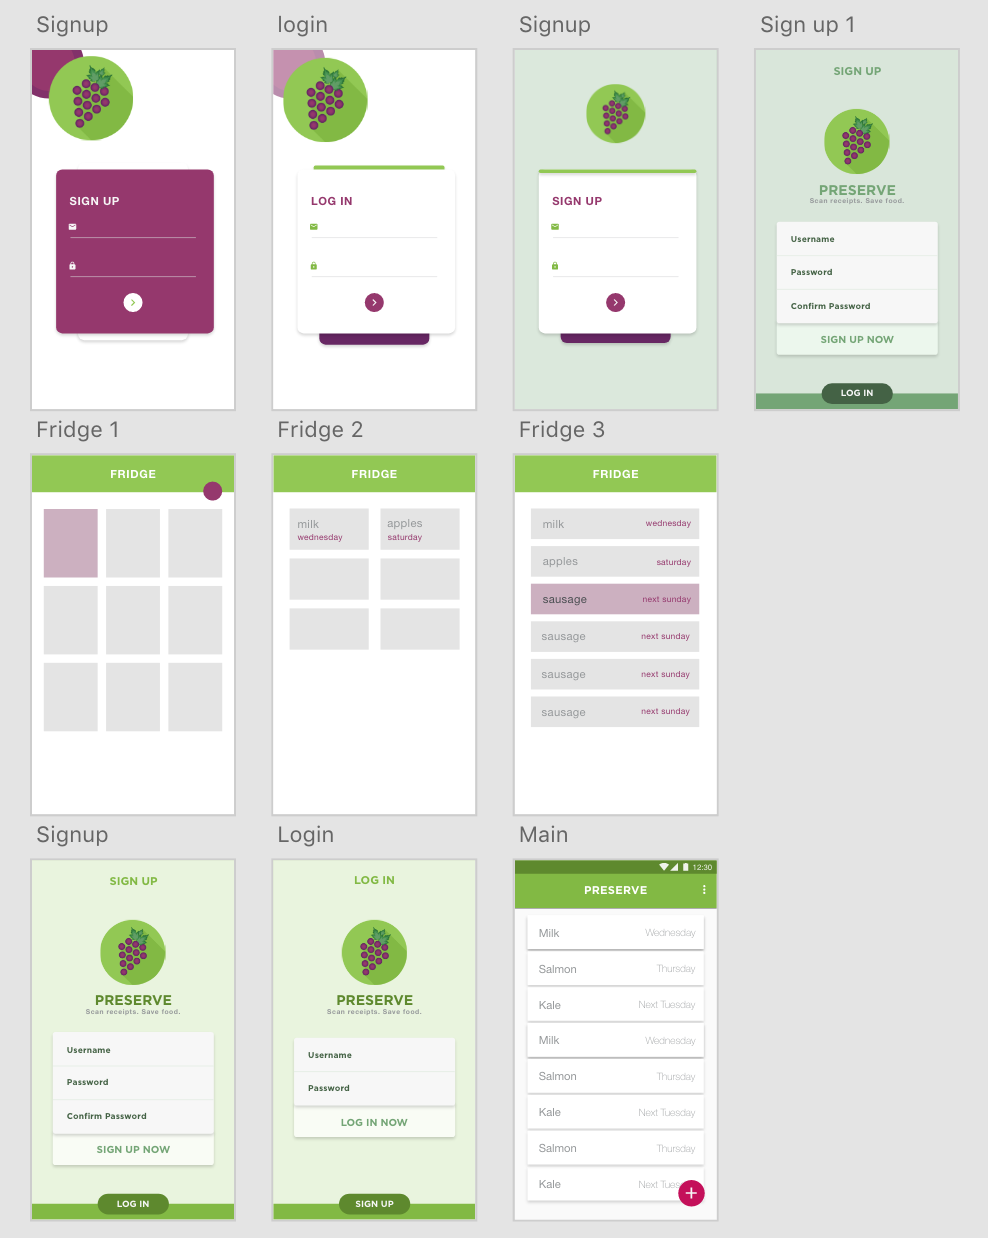 Signup
login
Signup
Sign up 1
SIGN UP
LOG IN
SIGN UP
SIGN UP
PRESERVE
Scan receipts. Save food.
Username
Password
Confirm Password
SIGN UP NOW
LOG IN
Fridge 1
Fridge 2
Fridge 3
FRIDGE
FRIDGE
milk
wednesday
apples
saturday
FRIDGE
milk wednesday
apples saturday
sausage next sunday
sausage next sunday
sausage next sunday
sausage next sunday
Signup
Login
Main
SIGN UP
PRESERVE
Scan receipts. Save food.
Username
Password
Confirm Password
SIGN UP NOW
LOG IN
LOG IN
PRESERVE
Scan receipts. Save food.
Username
Password
LOG IN NOW
SIGN UP
12:30
PRESERVE
Milk Wednesday
Salmon Thursday
Kale Next Tuesday
Milk Wednesday
Salmon Thursday
Kale Next Tuesday
Salmon Thursday
Kale Next Tues